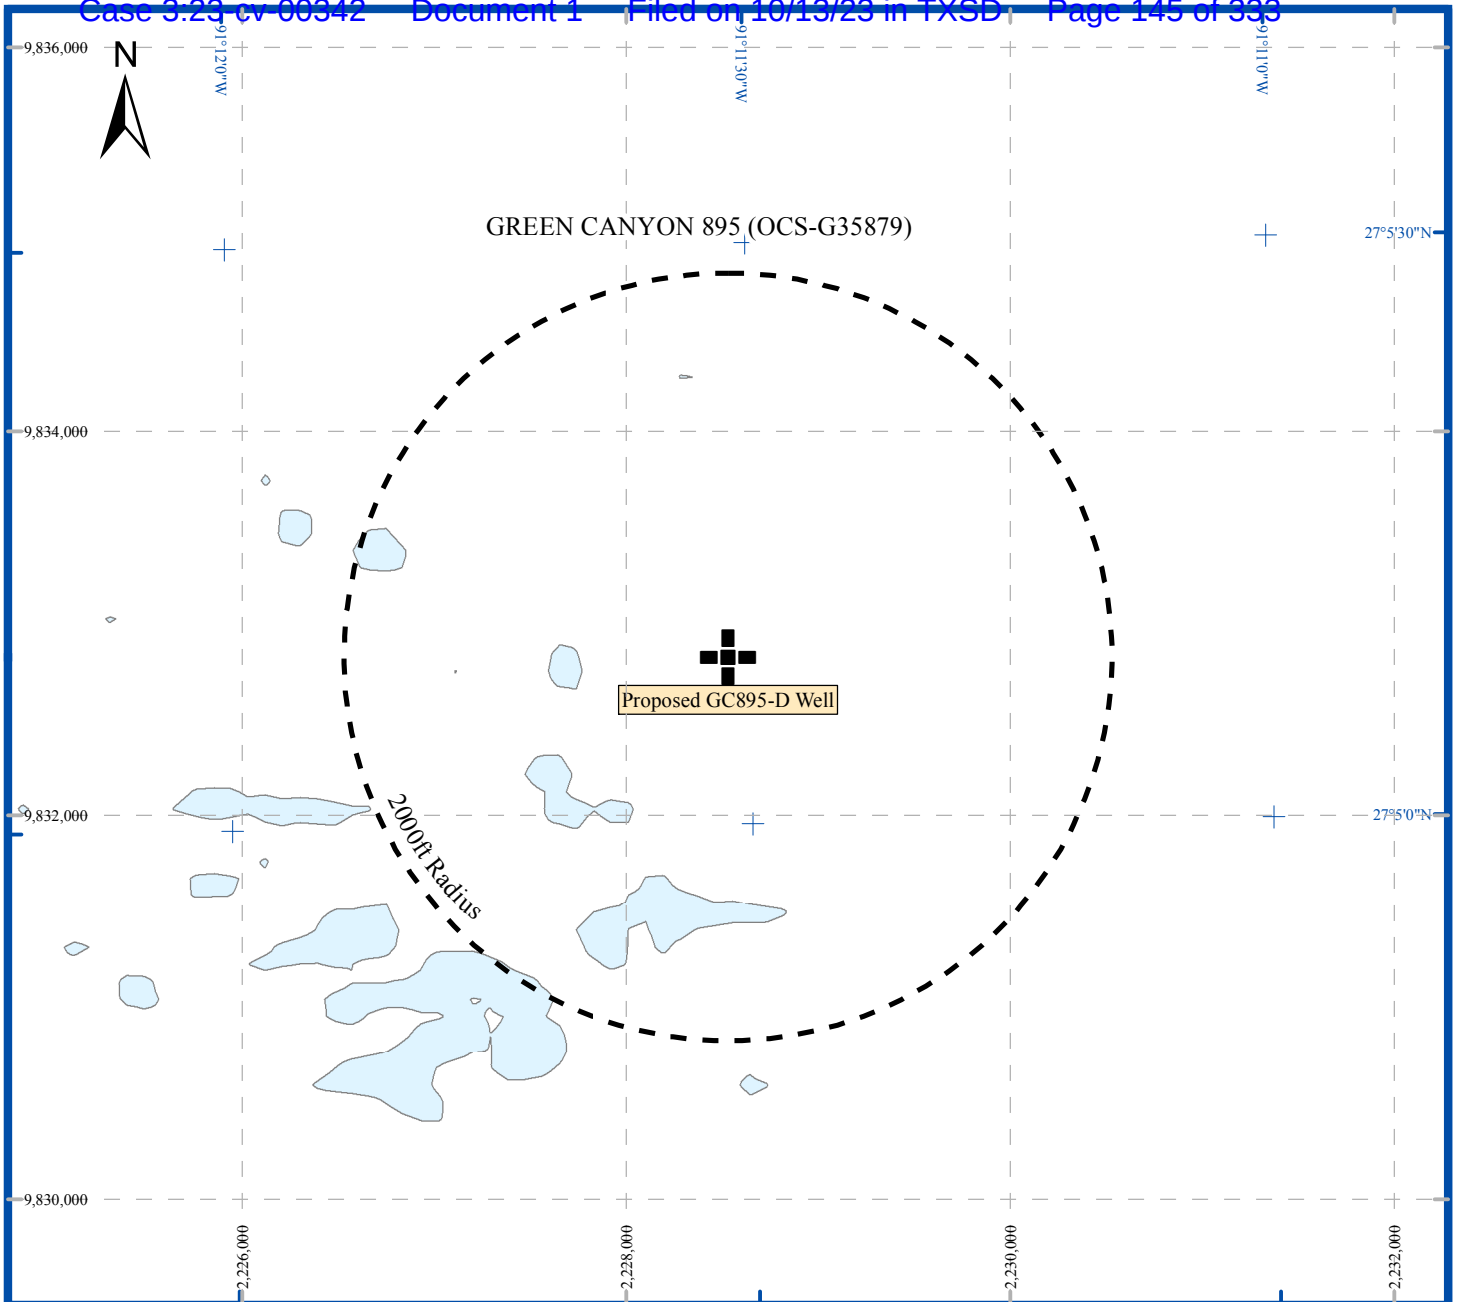 Case 3:23-cv-00342 Document 1 Filed on 10/13/23 in TXSD Page 145 of 333
91°12'0"W
91°11'30"W
91°11'0"W
9,836,000
N
GREEN CANYON 895 (OCS-G35879)
27°5'30"N
9,834,000
Proposed GC895-D Well
9,832,000
27°5'0"N
2000ft Radius
9,830,000
2,226,000
2,228,000
2,230,000
2,232,000